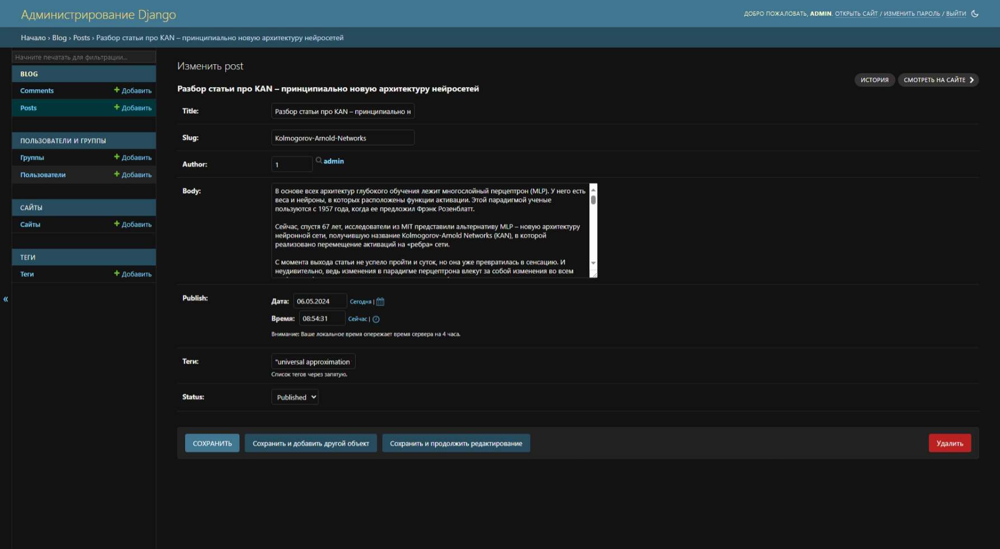 Администрирование Django
ДОБРО ПОЖАЛОВАТЬ, ADMIN. ОТКРЫТЬ САЙТ / ИЗМЕНИТЬ ПАРОЛЬ / ВЫЙТИ
Начало › Blog › Posts › Разбор статьи про KAN – принципиально новую архитектуру нейросетей
Начните печатать для фильтрации...
BLOG
Comments + Добавить
Posts + Добавить
ПОЛЬЗОВАТЕЛИ И ГРУППЫ
Группы + Добавить
Пользователи + Добавить
САЙТЫ
Сайты + Добавить
ТЕГИ
Теги + Добавить
«
Изменить post
ИСТОРИЯ СМОТРЕТЬ НА САЙТЕ
Разбор статьи про KAN – принципиально новую архитектуру нейросетей
Title: Разбор статьи про KAN – принципиально н
Slug: Kolmogorov-Arnold-Networks
Author: 1 admin
Body: В основе всех архитектур глубокого обучения лежит многослойный перцептрон (MLP). У него есть
веса и нейроны, в которых расположены функции активации. Этой парадигмой ученые
пользуются с 1957 года, когда ее предложил Фрэнк Розенблатт.
Сейчас, спустя 67 лет, исследователи из MIT представили альтернативу MLP – новую архитектуру
нейронной сети, получившую название Kolmogorov-Arnold Networks (KAN), в которой
реализовано перемещение активаций на «ребра» сети.
С момента выхода статьи не успело пройти и суток, но она уже превратилась в сенсацию. И
неудивительно, ведь изменения в парадигме перцептрона влекут за собой изменения во всем
Publish: Дата: 06.05.2024 Сегодня |
Время: 08:54:31 Сейчас |
Внимание: Ваше локальное время опережает время сервера на 4 часа.
Теги: "universal approximation
Список тегов через запятую.
Status: Published
СОХРАНИТЬ Сохранить и добавить другой объект Сохранить и продолжить редактирование Удалить